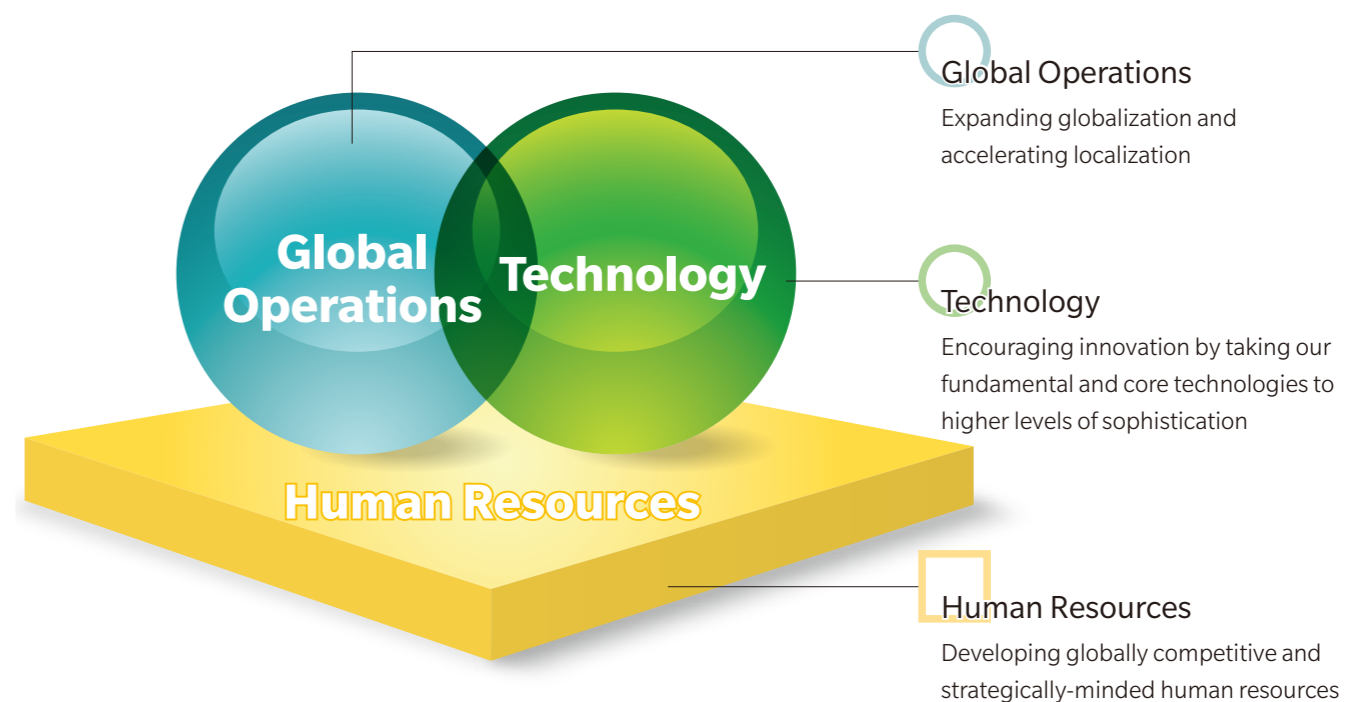 Global
Operations
Technology
Human Resources
Global Operations
Expanding globalization and
accelerating localization
Technology
Encouraging innovation by taking our
fundamental and core technologies to
higher levels of sophistication
Human Resources
Developing globally competitive and
strategically-minded human resources